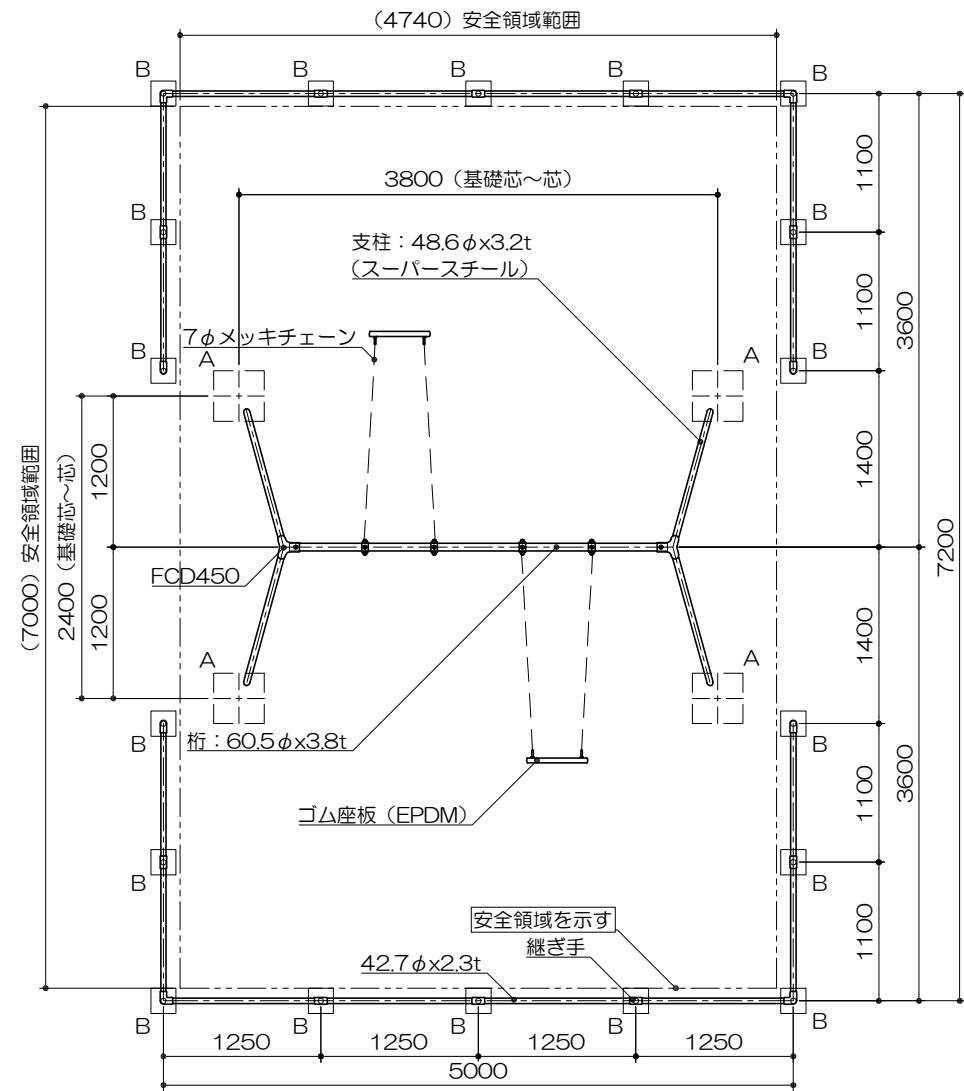 （4740）安全領域範囲
B
B
B
B
B
3800（基礎芯～芯）
1100
B
B
支柱：48.6φx3.2t
（スーパースチール）
1100
3600
7φメッキチェーン
B
A
A
B
（7000）安全領域範囲
2400（基礎芯～芯）
1200
1400
7200
FCD450
1200
1400
A
A
桁：60.5φx3.8t
B
B
ゴム座板（EPDM）
1100
3600
B
B
安全領域を示す
継ぎ手
42.7φx2.3t
1100
B
B
B
B
B
1250
1250
1250
1250
5000